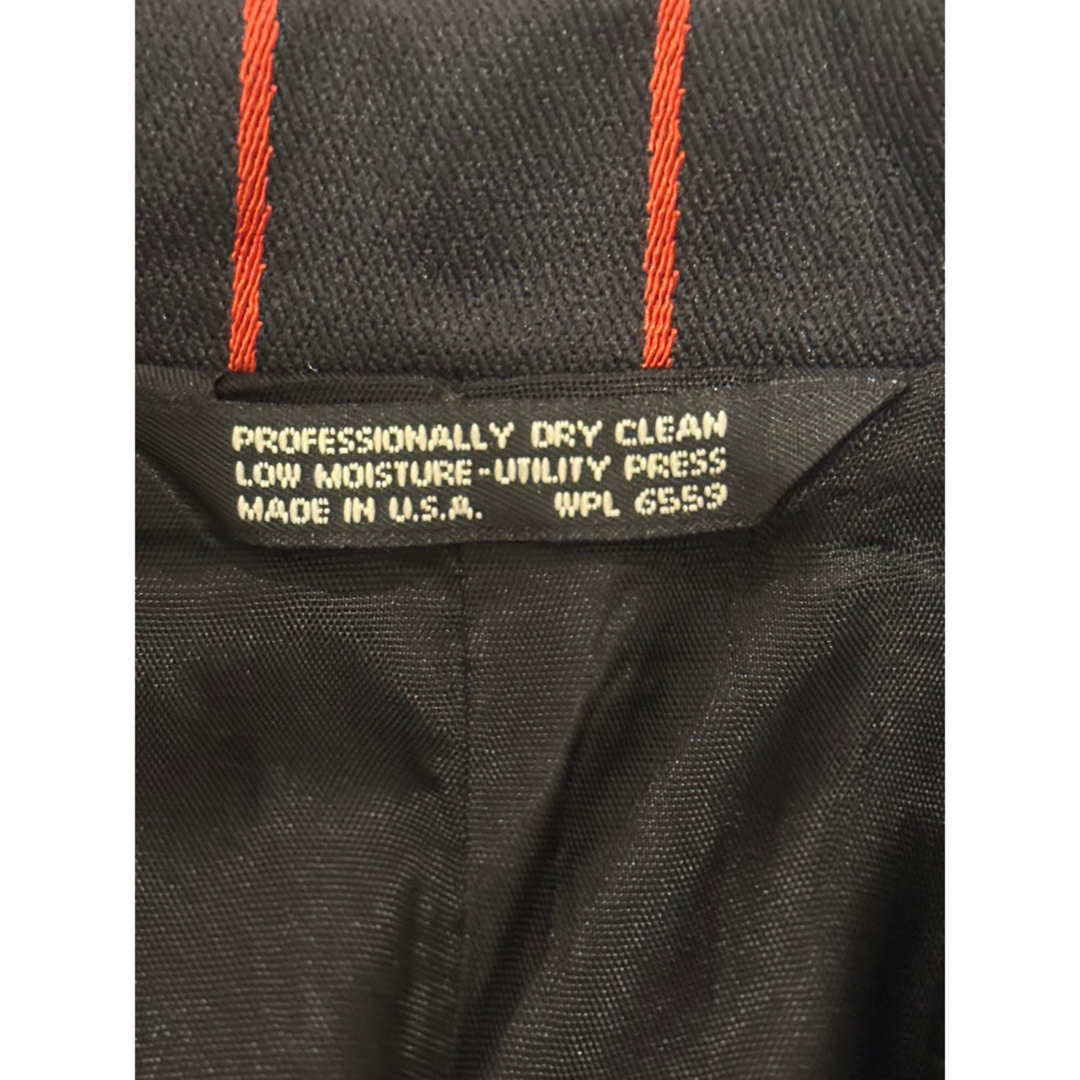 PROFESSIONALLY DRY CLEAN
LOW MOISTURE-UTILITY PRESS
MADE IN U.S.A. WPL 6559